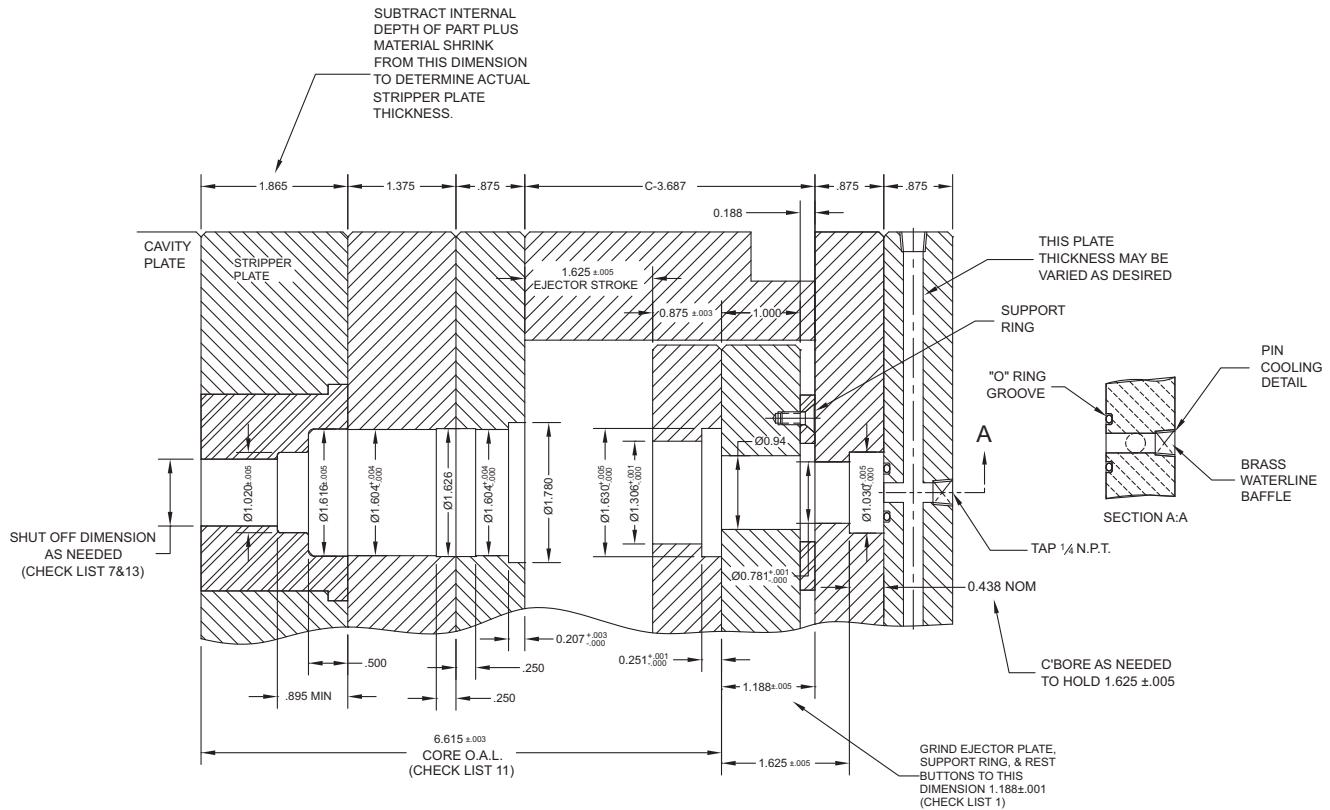 SUBTRACT INTERNAL
DEPTH OF PART PLUS
MATERIAL SHRINK
FROM THIS DIMENSION
TO DETERMINE ACTUAL
STRIPPER PLATE
THICKNESS.
1.865
1.375
.875
C-3.687
.875
.875
0.188
CAVITY
PLATE
STRIPPER
PLATE
1.625 ±.005
EJECTOR STROKE
0.875 ±.003
1.000
THIS PLATE
THICKNESS MAY BE
VARIED AS DESIRED
SUPPORT
RING
"O" RING
GROOVE
PIN
COOLING
DETAIL
BRASS
WATERLINE
BAFFLE
SECTION A:A
A
TAP 1/4 N.P.T.
SHUT OFF DIMENSION
AS NEEDED
(CHECK LIST 7&13)
Ø1.020 +.005 -.000
Ø1.616 ±.005
Ø1.604 +.004 -.000
Ø1.626
Ø1.604 +.004 -.000
Ø1.780
Ø1.630 +.005 -.000
Ø1.306 +.001 -.000
Ø0.94
Ø0.781 +.001 -.000
Ø1.030 +.005 -.000
0.438 NOM
C'BORE AS NEEDED
TO HOLD 1.625 ±.005
0.207 +.003 -.000
0.251 +.001 -.000
.500
.250
.250
.895 MIN
1.188±.005
6.615 ±.003
CORE O.A.L.
(CHECK LIST 11)
1.625 ±.005
GRIND EJECTOR PLATE,
SUPPORT RING, & REST
BUTTONS TO THIS
DIMENSION 1.188±.001
(CHECK LIST 1)